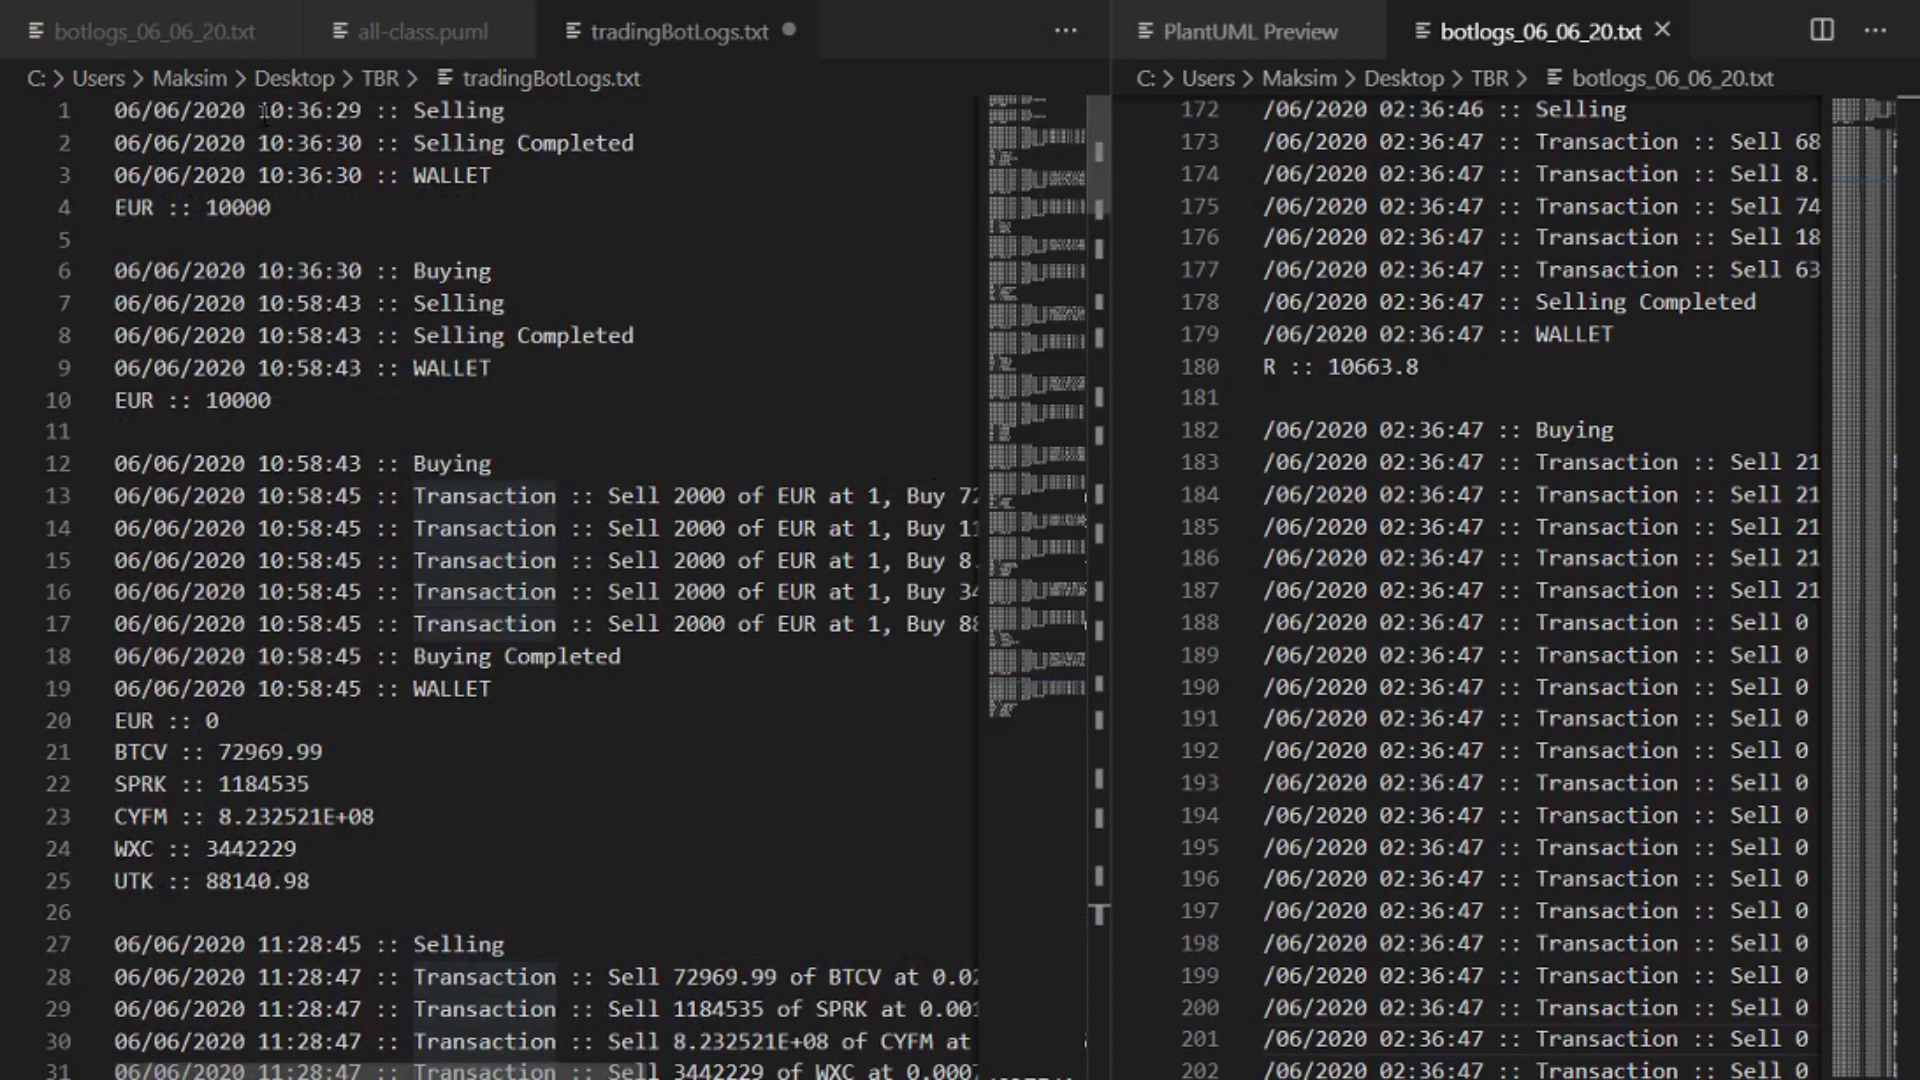 botlogs_06_06_20.txt
all-class.puml
tradingBotLogs.txt
C: > Users > Maksim > Desktop > TBR > tradingBotLogs.txt
1 06/06/2020 10:36:29 :: Selling
2 06/06/2020 10:36:30 :: Selling Completed
3 06/06/2020 10:36:30 :: WALLET
4 EUR :: 10000
5
6 06/06/2020 10:36:30 :: Buying
7 06/06/2020 10:58:43 :: Selling
8 06/06/2020 10:58:43 :: Selling Completed
9 06/06/2020 10:58:43 :: WALLET
10 EUR :: 10000
11
12 06/06/2020 10:58:43 :: Buying
13 06/06/2020 10:58:45 :: Transaction :: Sell 2000 of EUR at 1, Buy 72
14 06/06/2020 10:58:45 :: Transaction :: Sell 2000 of EUR at 1, Buy 11
15 06/06/2020 10:58:45 :: Transaction :: Sell 2000 of EUR at 1, Buy 8.
16 06/06/2020 10:58:45 :: Transaction :: Sell 2000 of EUR at 1, Buy 34
17 06/06/2020 10:58:45 :: Transaction :: Sell 2000 of EUR at 1, Buy 88
18 06/06/2020 10:58:45 :: Buying Completed
19 06/06/2020 10:58:45 :: WALLET
20 EUR :: 0
21 BTCV :: 72969.99
22 SPRK :: 1184535
23 CYFM :: 8.232521E+08
24 WXC :: 3442229
25 UTK :: 88140.98
26
27 06/06/2020 11:28:45 :: Selling
28 06/06/2020 11:28:47 :: Transaction :: Sell 72969.99 of BTCV at 0.02
29 06/06/2020 11:28:47 :: Transaction :: Sell 1184535 of SPRK at 0.001
30 06/06/2020 11:28:47 :: Transaction :: Sell 8.232521E+08 of CYFM at
31 06/06/2020 11:28:47 :: Transaction :: Sell 3442229 of WXC at 0.0007
PlantUML Preview
botlogs_06_06_20.txt
C: > Users > Maksim > Desktop > TBR > botlogs_06_06_20.txt
172 /06/2020 02:36:46 :: Selling
173 /06/2020 02:36:47 :: Transaction :: Sell 68
174 /06/2020 02:36:47 :: Transaction :: Sell 8.
175 /06/2020 02:36:47 :: Transaction :: Sell 74
176 /06/2020 02:36:47 :: Transaction :: Sell 18
177 /06/2020 02:36:47 :: Transaction :: Sell 63
178 /06/2020 02:36:47 :: Selling Completed
179 /06/2020 02:36:47 :: WALLET
180 R :: 10663.8
181
182 /06/2020 02:36:47 :: Buying
183 /06/2020 02:36:47 :: Transaction :: Sell 21
184 /06/2020 02:36:47 :: Transaction :: Sell 21
185 /06/2020 02:36:47 :: Transaction :: Sell 21
186 /06/2020 02:36:47 :: Transaction :: Sell 21
187 /06/2020 02:36:47 :: Transaction :: Sell 21
188 /06/2020 02:36:47 :: Transaction :: Sell 0
189 /06/2020 02:36:47 :: Transaction :: Sell 0
190 /06/2020 02:36:47 :: Transaction :: Sell 0
191 /06/2020 02:36:47 :: Transaction :: Sell 0
192 /06/2020 02:36:47 :: Transaction :: Sell 0
193 /06/2020 02:36:47 :: Transaction :: Sell 0
194 /06/2020 02:36:47 :: Transaction :: Sell 0
195 /06/2020 02:36:47 :: Transaction :: Sell 0
196 /06/2020 02:36:47 :: Transaction :: Sell 0
197 /06/2020 02:36:47 :: Transaction :: Sell 0
198 /06/2020 02:36:47 :: Transaction :: Sell 0
199 /06/2020 02:36:47 :: Transaction :: Sell 0
200 /06/2020 02:36:47 :: Transaction :: Sell 0
201 /06/2020 02:36:47 :: Transaction :: Sell 0
202 /06/2020 02:36:47 :: Transaction :: Sell 0